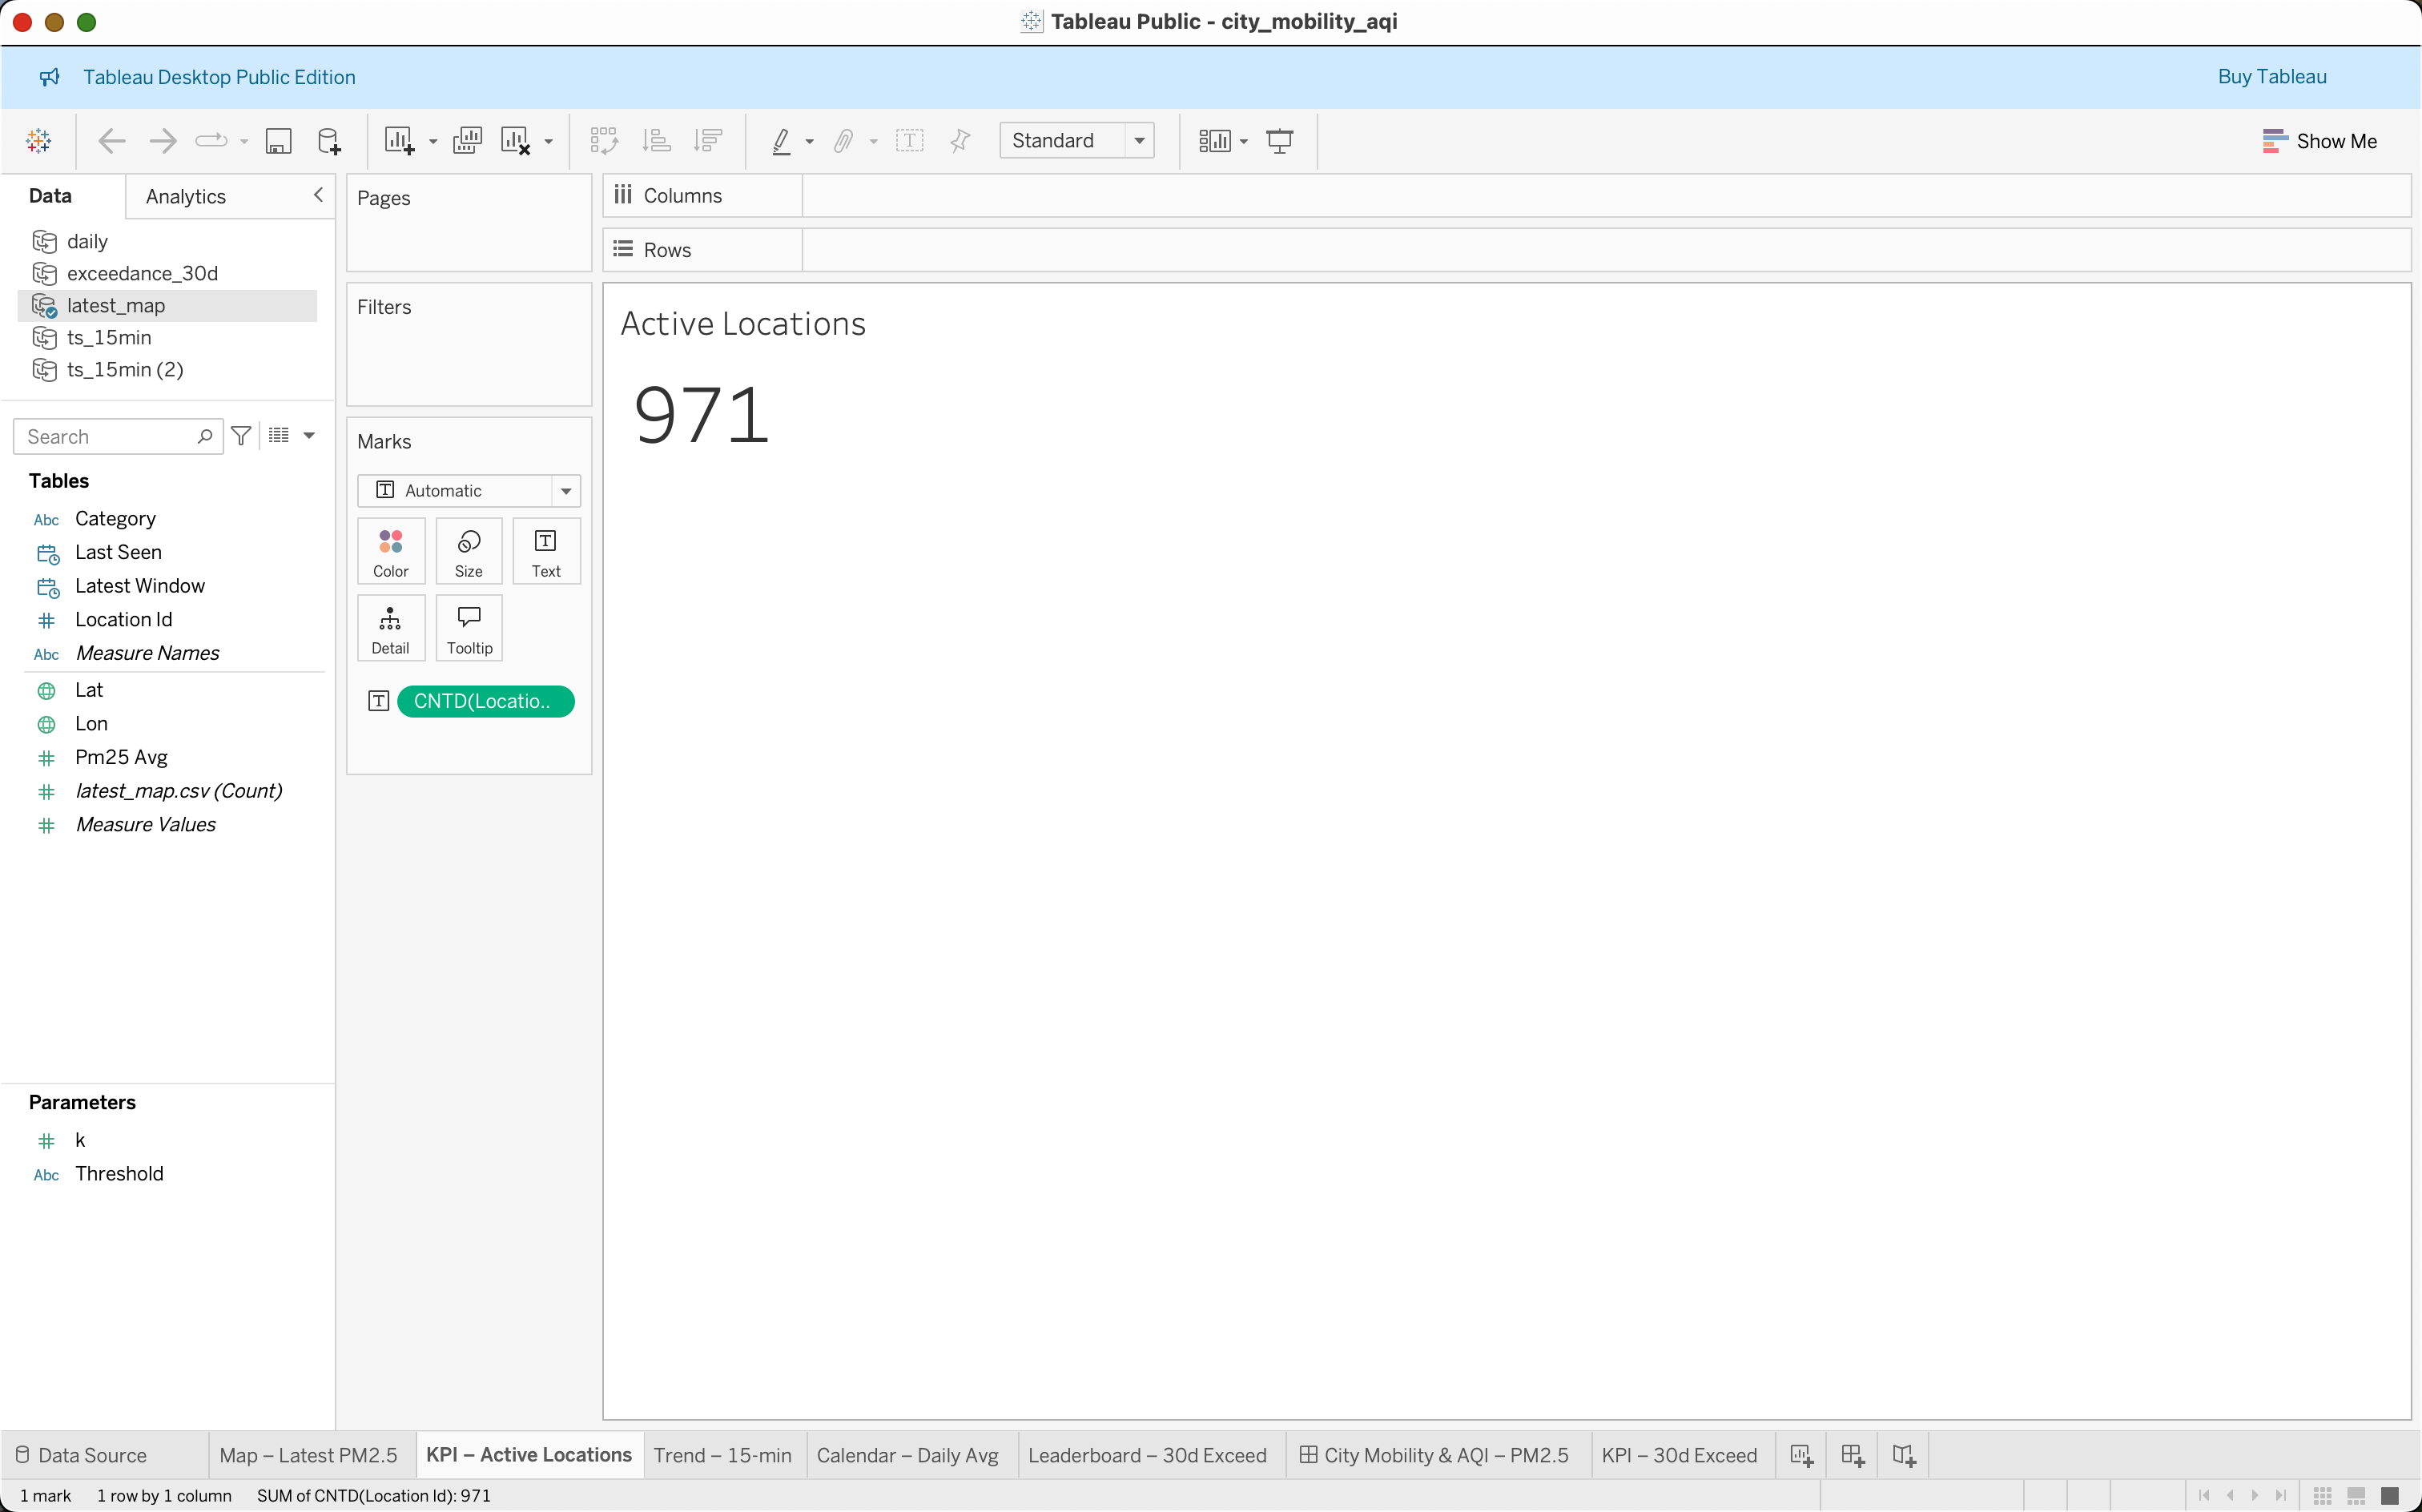 Tableau Public - city_mobility_aqi
Tableau Desktop Public Edition
Buy Tableau
Standard
Show Me
Data
Analytics
daily
exceedance_30d
latest_map
ts_15min
ts_15min (2)
Search
Tables
Abc Category
Last Seen
Latest Window
Location Id
Abc Measure Names
Lat
Lon
Pm25 Avg
latest_map.csv (Count)
Measure Values
Parameters
k
Abc Threshold
Pages
Filters
Marks
Automatic
Color Size Text
Detail Tooltip
CNTD(Locatio..
Columns
Rows
Active Locations
971
Data Source
Map – Latest PM2.5
KPI – Active Locations
Trend – 15-min
Calendar – Daily Avg
Leaderboard – 30d Exceed
City Mobility & AQI – PM2.5
KPI – 30d Exceed
1 mark 1 row by 1 column SUM of CNTD(Location Id): 971